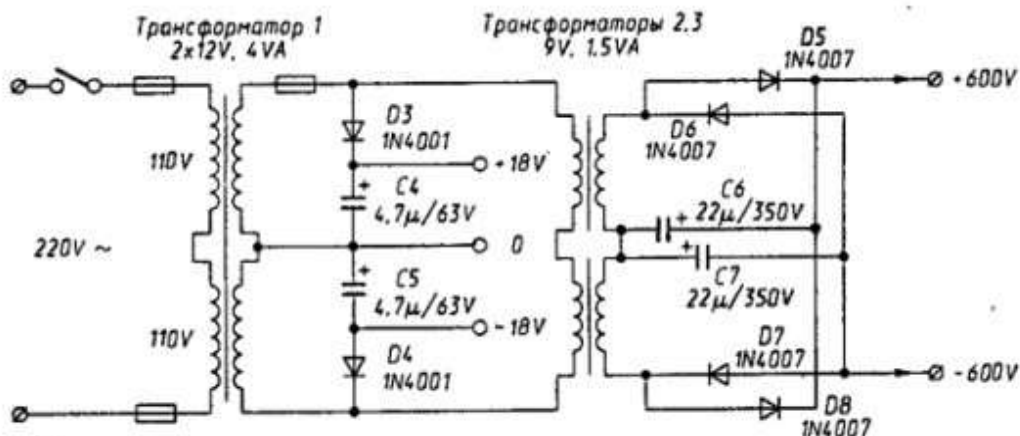 Трансформатор 1
2x12V. 4VA
Трансформаторы 2.3
9V. 1.5VA
D5
1N4007
+600V
D3
1N4001
D6
1N4007
110V
+18V
+
C4
4.7μ/63V
C6
+ 22μ/350V
220V ~
0
+
C5
4.7μ/63V
+
C7
22μ/350V
-18V
110V
D4
1N4001
D7
1N4007
-600V
D8
1N4007